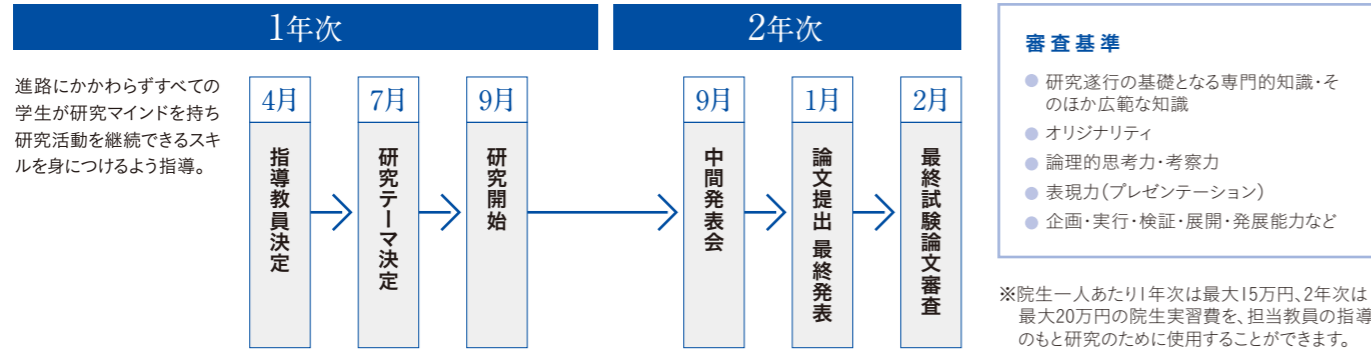 1年次
2年次
進路にかかわらずすべての
学生が研究マインドを持ち
研究活動を継続できるスキ
ルを身につけるよう指導。
4月
指導教員決定
7月
研究テーマ決定
9月
研究開始
9月
中間発表会
1月
論文提出 最終発表
2月
最終試験論文審査
審査基準
研究遂行の基礎となる専門的知識・そ
のほか広範な知識
オリジナリティ
論理的思考力・考察力
表現力(プレゼンテーション)
企画・実行・検証・展開・発展能力など
※院生一人あたり1年次は最大15万円、2年次は
最大20万円の院生実習費を、担当教員の指導
のもと研究のために使用することができます。